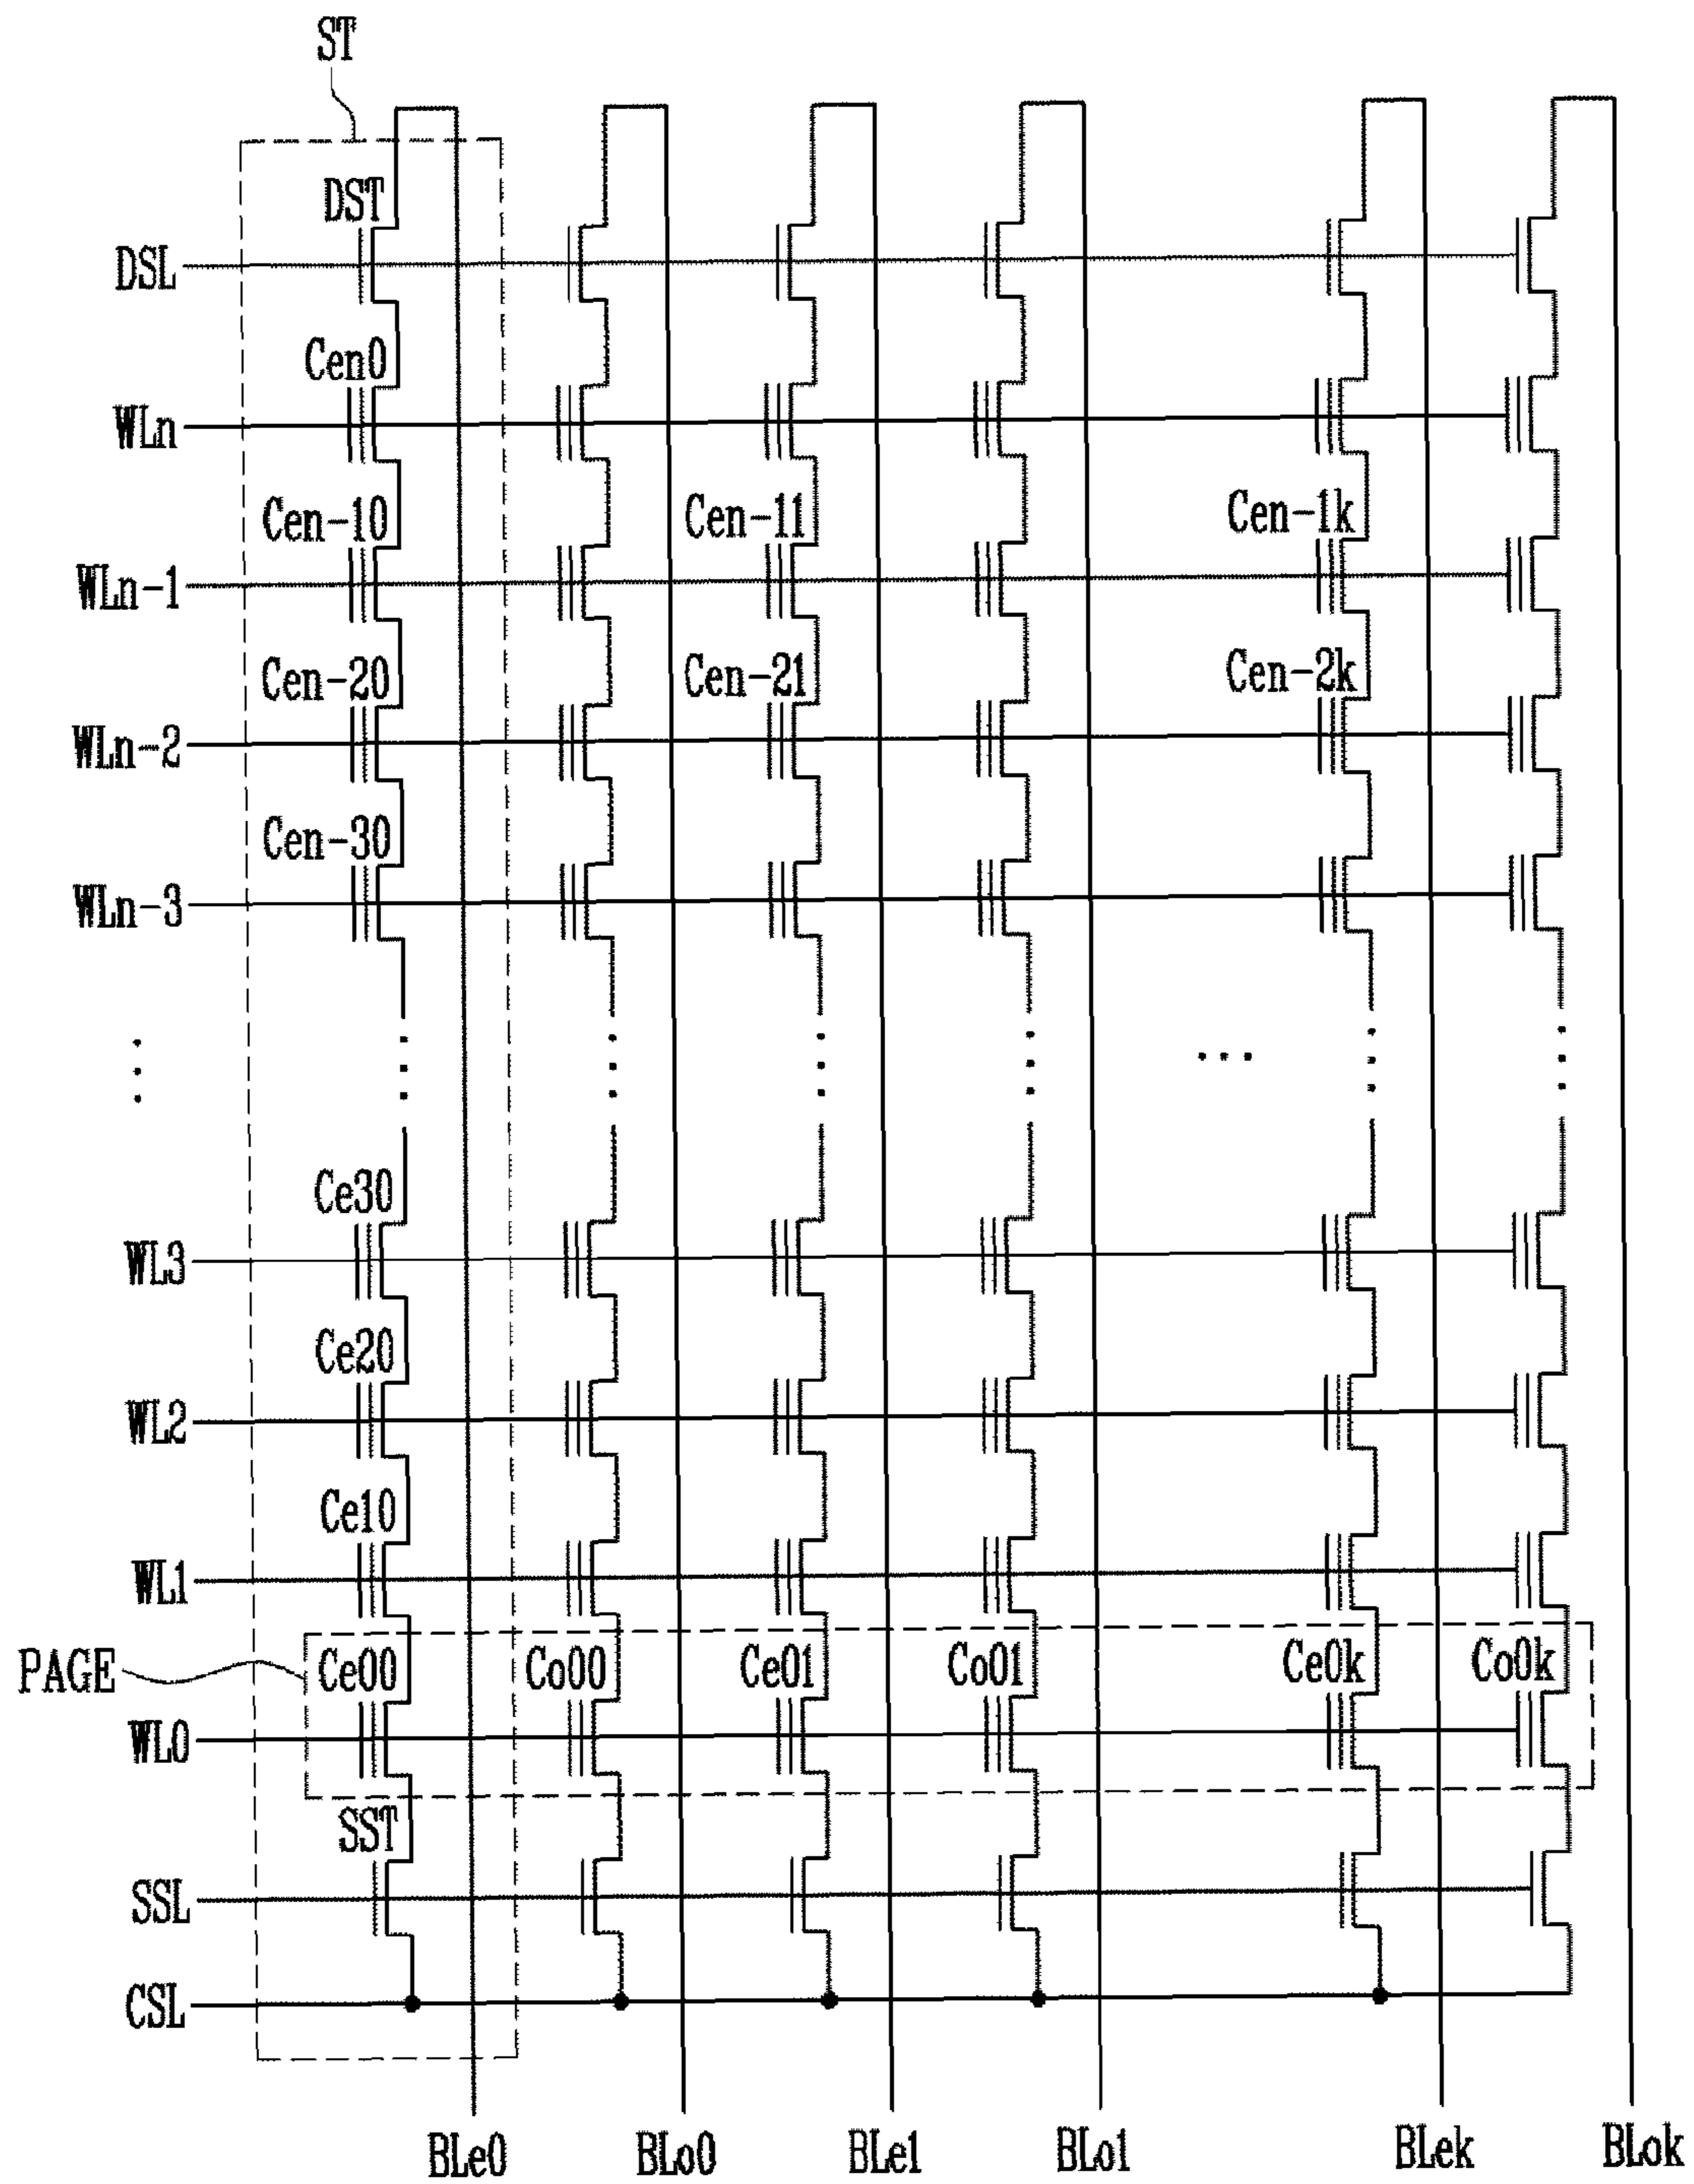 ST
DST
DSL
Cen0
WLn
Cen-10 Cen-11 Cen-1k
WLn-1
Cen-20 Cen-21 Cen-2k
WLn-2
Cen-30
WLn-3
Ce30
WL3
Ce20
WL2
Ce10
WL1
PAGE Ce00 Co00 Ce01 Co01 Ce0k Co0k
WL0
SST
SSL
CSL
BLe0 BLo0 BLe1 BLo1 BLek BLok